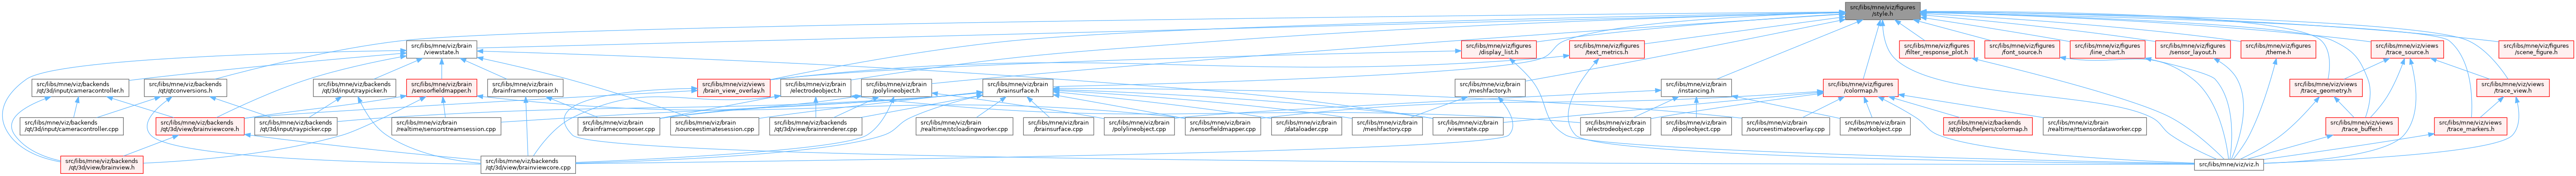 src/libs/mne/viz/figures
/style.h
src/libs/mne/viz/brain
/viewstate.h
src/libs/mne/viz/figures
/display_list.h
src/libs/mne/viz/figures
/text_metrics.h
src/libs/mne/viz/figures
/filter_response_plot.h
src/libs/mne/viz/figures
/font_source.h
src/libs/mne/viz/figures
/line_chart.h
src/libs/mne/viz/figures
/sensor_layout.h
src/libs/mne/viz/figures
/theme.h
src/libs/mne/viz/views
/trace_source.h
src/libs/mne/viz/figures
/scene_figure.h
src/libs/mne/viz/backends
/qt/3d/input/cameracontroller.h
src/libs/mne/viz/backends
/qt/qtconversions.h
src/libs/mne/viz/backends
/qt/3d/input/raypicker.h
src/libs/mne/viz/brain
/sensorfieldmapper.h
src/libs/mne/viz/brain
/brainframecomposer.h
src/libs/mne/viz/views
/brain_view_overlay.h
src/libs/mne/viz/brain
/electrodeobject.h
src/libs/mne/viz/brain
/polylineobject.h
src/libs/mne/viz/brain
/brainsurface.h
src/libs/mne/viz/brain
/meshfactory.h
src/libs/mne/viz/brain
/instancing.h
src/libs/mne/viz/figures
/colormap.h
src/libs/mne/viz/views
/trace_geometry.h
src/libs/mne/viz/views
/trace_view.h
src/libs/mne/viz/backends
/qt/3d/input/cameracontroller.cpp
src/libs/mne/viz/backends
/qt/3d/view/brainviewcore.h
src/libs/mne/viz/backends
/qt/3d/input/raypicker.cpp
src/libs/mne/viz/brain
/realtime/sensorstreamsession.cpp
src/libs/mne/viz/brain
/brainframecomposer.cpp
src/libs/mne/viz/brain
/sourceestimatesession.cpp
src/libs/mne/viz/backends
/qt/3d/view/brainrenderer.cpp
src/libs/mne/viz/brain
/realtime/stcloadingworker.cpp
src/libs/mne/viz/brain
/brainsurface.cpp
src/libs/mne/viz/brain
/polylineobject.cpp
src/libs/mne/viz/brain
/sensorfieldmapper.cpp
src/libs/mne/viz/brain
/dataloader.cpp
src/libs/mne/viz/brain
/meshfactory.cpp
src/libs/mne/viz/brain
/viewstate.cpp
src/libs/mne/viz/brain
/electrodeobject.cpp
src/libs/mne/viz/brain
/dipoleobject.cpp
src/libs/mne/viz/brain
/sourceestimateoverlay.cpp
src/libs/mne/viz/brain
/networkobject.cpp
src/libs/mne/viz/backends
/qt/plots/helpers/colormap.h
src/libs/mne/viz/brain
/realtime/rtsensordataworker.cpp
src/libs/mne/viz/views
/trace_buffer.h
src/libs/mne/viz/views
/trace_markers.h
src/libs/mne/viz/backends
/qt/3d/view/brainview.h
src/libs/mne/viz/backends
/qt/3d/view/brainviewcore.cpp
src/libs/mne/viz/viz.h